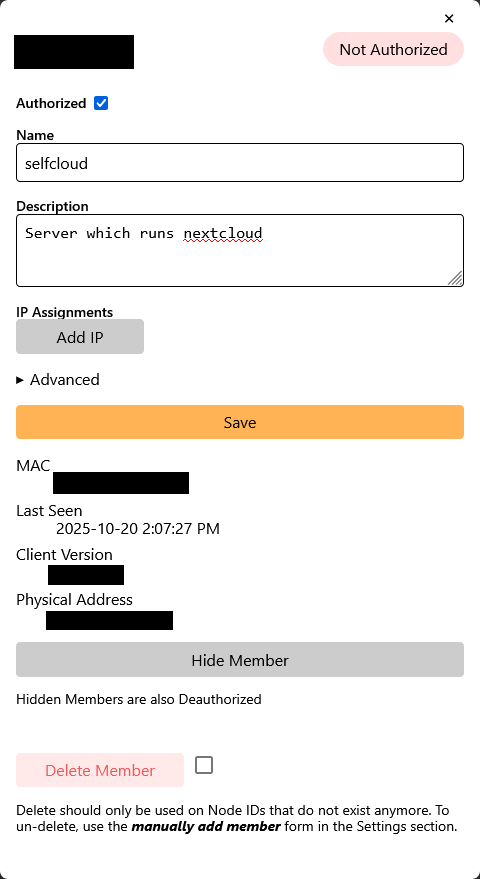 ×
Not Authorized
Authorized
Name
selfcloud
Description
Server which runs nextcloud
IP Assignments
Add IP
▸ Advanced
Save
MAC
Last Seen
2025-10-20 2:07:27 PM
Client Version
Physical Address
Hide Member
Hidden Members are also Deauthorized
Delete Member
Delete should only be used on Node IDs that do not exist anymore. To
un-delete, use the manually add member form in the Settings section.